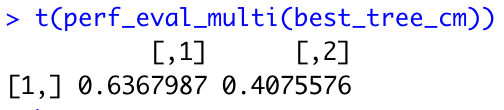 > t(perf_eval_multi(best_tree_cm))
[,1] [,2]
[1,] 0.6367987 0.4075576